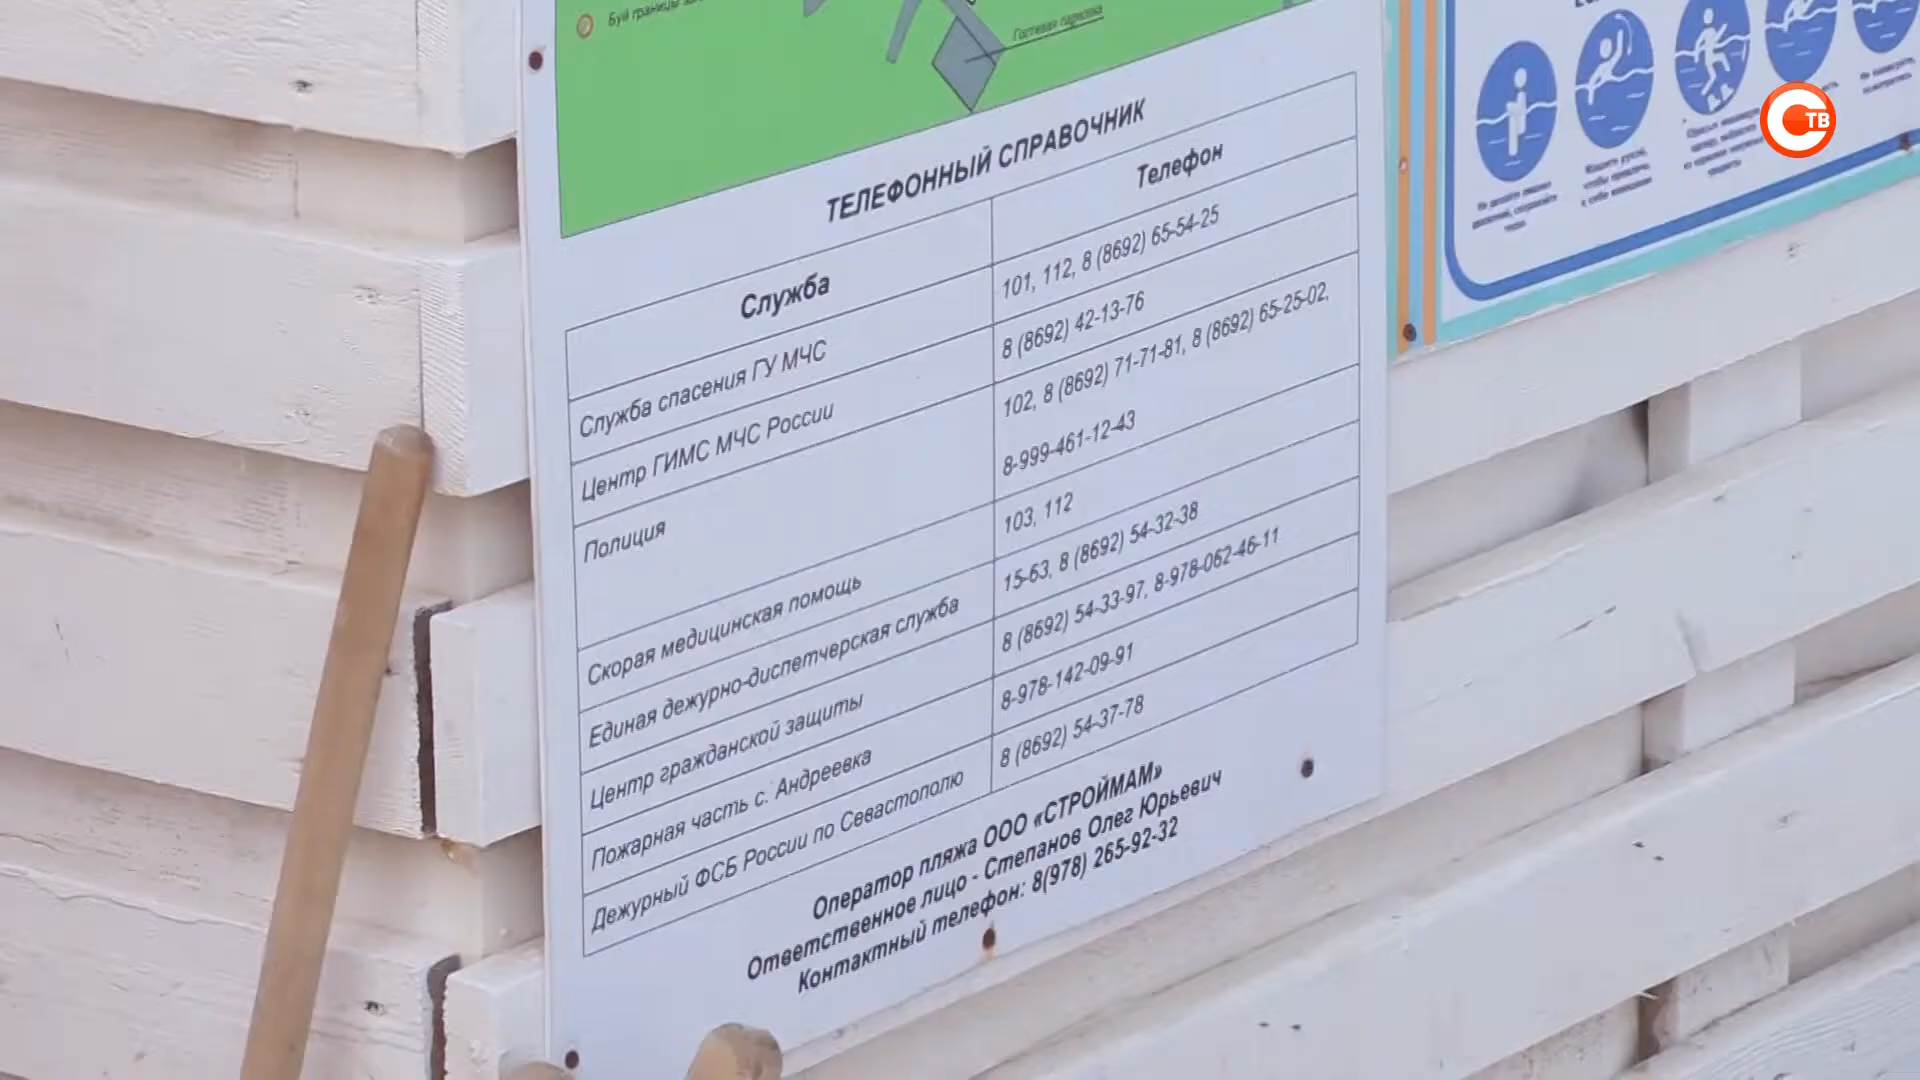 Буй границы
Гостевая парковка
ТЕЛЕФОННЫЙ СПРАВОЧНИК
Служба Телефон
Служба спасения ГУ МЧС 101, 112, 8 (8692) 65-54-25
Центр ГИМС МЧС России 8 (8692) 42-13-76
Полиция 102, 8 (8692) 71-71-81, 8 (8692) 65-25-02,
8-999-461-12-43
Скорая медицинская помощь 103, 112
Единая дежурно-диспетчерская служба 15-63, 8 (8692) 54-32-38
Центр гражданской защиты 8 (8692) 54-33-97, 8-978-062-46-11
Пожарная часть с. Андреевка 8-978-142-09-91
Дежурный ФСБ России по Севастополю 8 (8692) 54-37-78
Оператор пляжа ООО «СТРОЙМАМ»
Ответственное лицо - Степанов Олег Юрьевич
Контактный телефон: 8(978) 265-92-32
СТВ